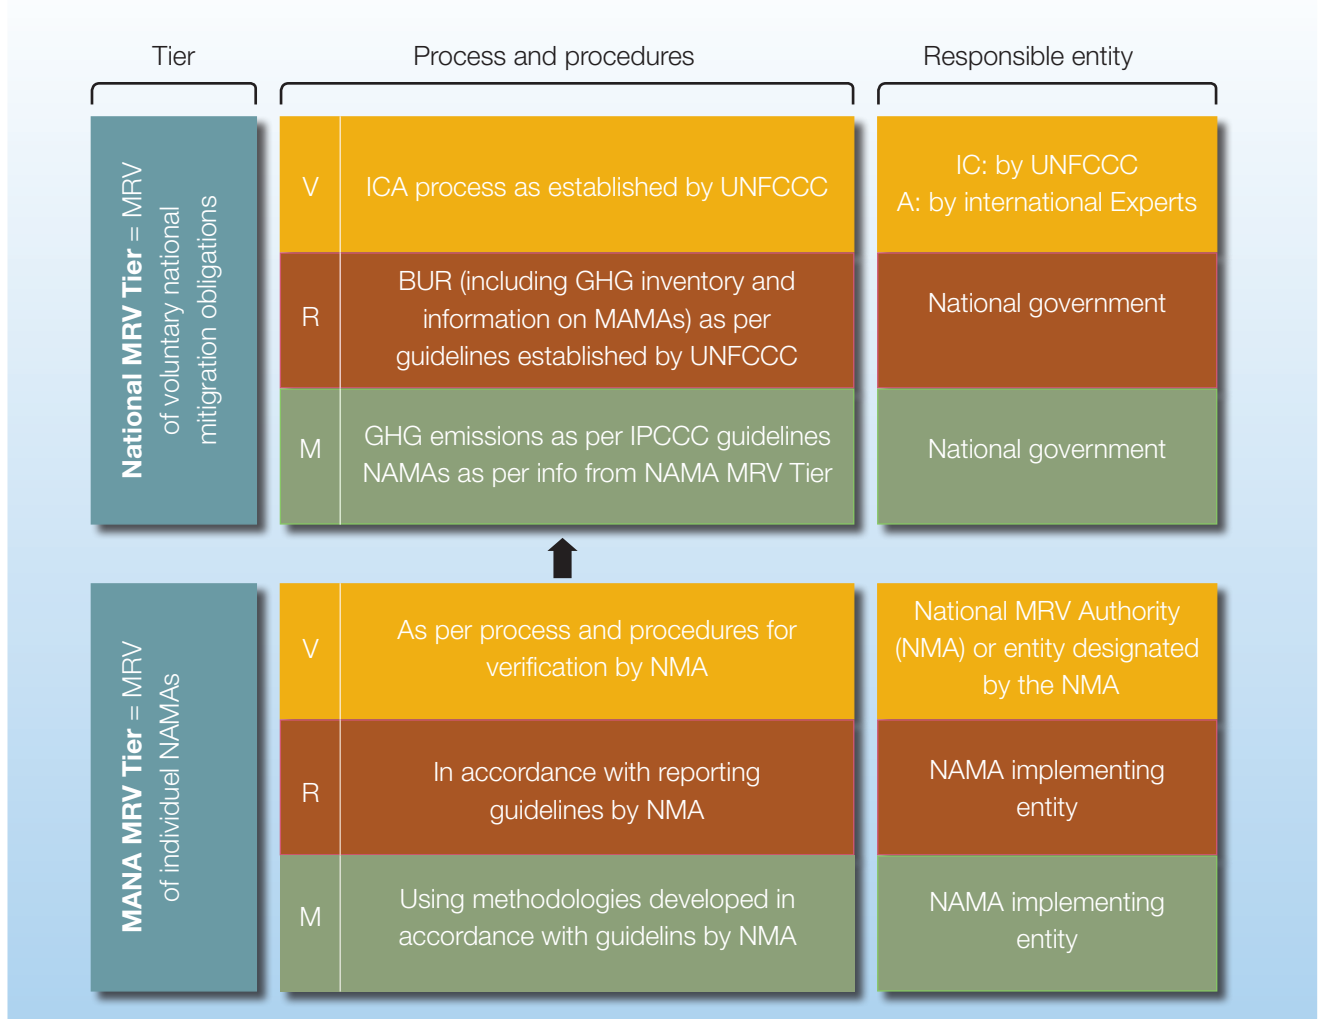 Tier
Process and procedures
Responsible entity
National MRV Tier = MRV
of voluntary national
mitigration obligations
V
ICA process as established by UNFCCC
IC: by UNFCCC
A: by international Experts
R
BUR (including GHG inventory and
information on MAMAs) as per
guidelines established by UNFCCC
National government
M
GHG emissions as per IPCCC guidelines
NAMAs as per info from NAMA MRV Tier
National government
MANA MRV Tier = MRV
of individuel NAMAs
V
As per process and procedures for
verification by NMA
National MRV Authority
(NMA) or entity designated
by the NMA
R
In accordance with reporting
guidelines by NMA
NAMA implementing
entity
M
Using methodologies developed in
accordance with guidelins by NMA
NAMA implementing
entity